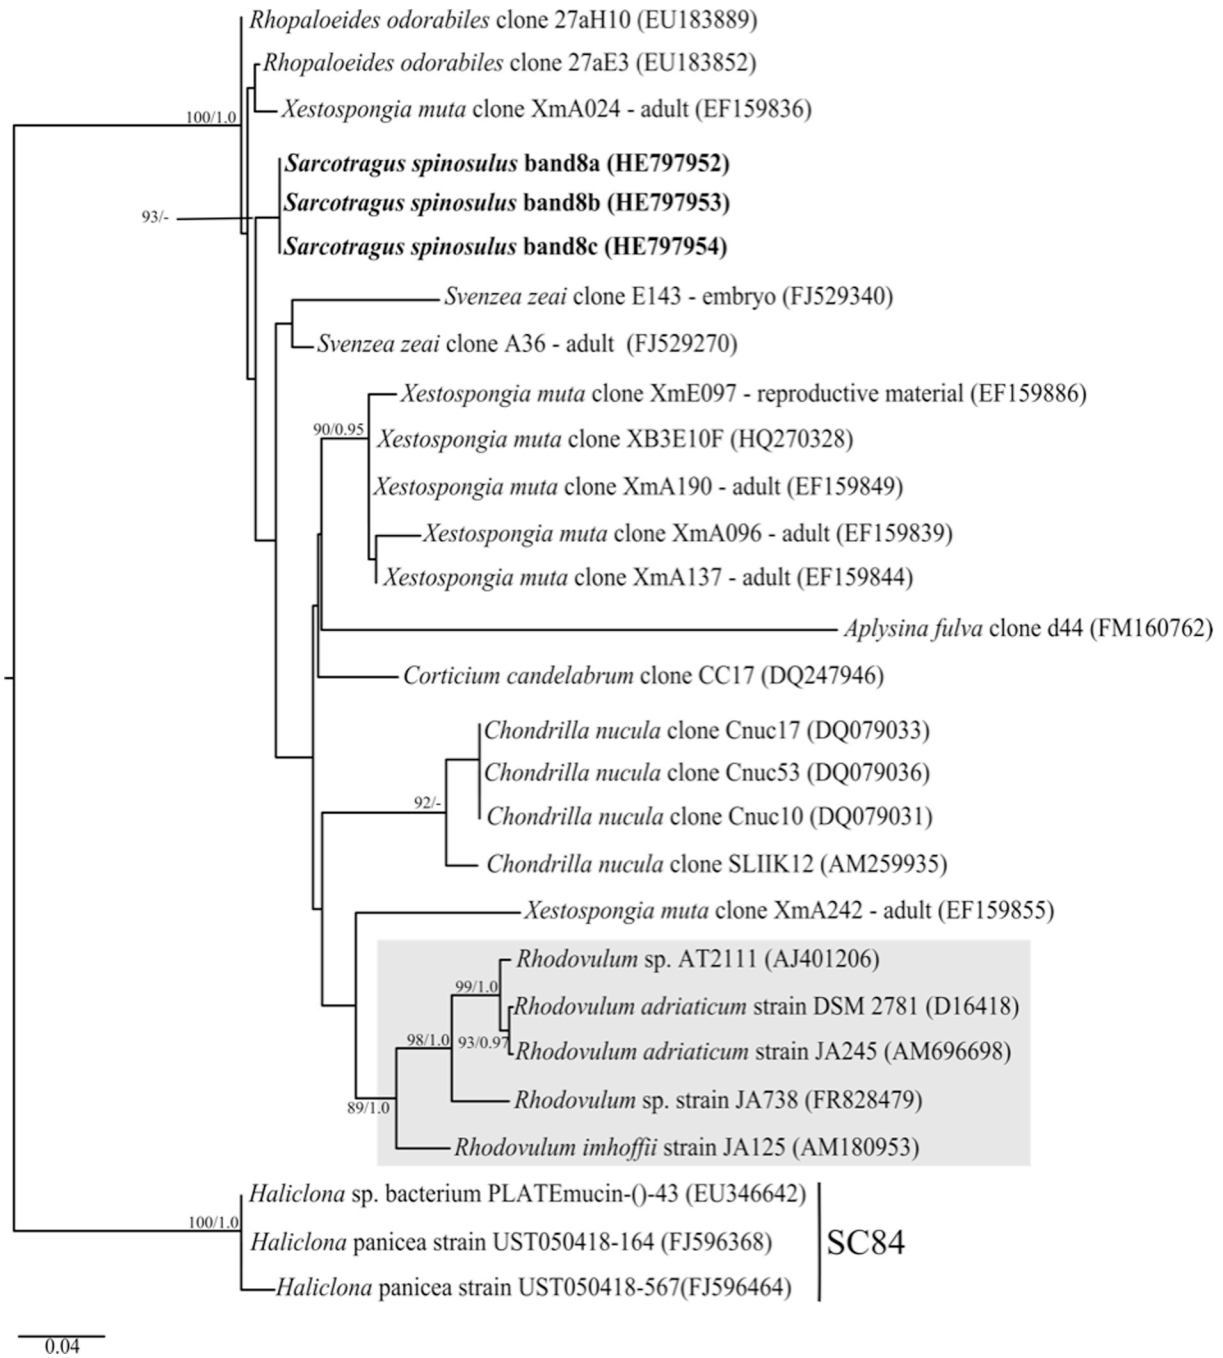 Rhopaloeides odorabiles clone 27aH10 (EU183889)
Rhopaloeides odorabiles clone 27aE3 (EU183852)
Xestospongia muta clone XmA024 - adult (EF159836)
100/1.0
Sarcotragus spinosulus band8a (HE797952)
Sarcotragus spinosulus band8b (HE797953)
93/-
Sarcotragus spinosulus band8c (HE797954)
Svenzea zeai clone E143 - embryo (FJ529340)
Svenzea zeai clone A36 - adult (FJ529270)
Xestospongia muta clone XmE097 - reproductive material (EF159886)
90/0.95
Xestospongia muta clone XB3E10F (HQ270328)
Xestospongia muta clone XmA190 - adult (EF159849)
Xestospongia muta clone XmA096 - adult (EF159839)
Xestospongia muta clone XmA137 - adult (EF159844)
Aplysina fulva clone d44 (FM160762)
Corticium candelabrum clone CC17 (DQ247946)
Chondrilla nucula clone Cnuc17 (DQ079033)
Chondrilla nucula clone Cnuc53 (DQ079036)
92/-
Chondrilla nucula clone Cnuc10 (DQ079031)
Chondrilla nucula clone SLIIK12 (AM259935)
Xestospongia muta clone XmA242 - adult (EF159855)
Rhodovulum sp. AT2111 (AJ401206)
99/1.0
Rhodovulum adriaticum strain DSM 2781 (D16418)
98/1.0 93/0.97
Rhodovulum adriaticum strain JA245 (AM696698)
Rhodovulum sp. strain JA738 (FR828479)
89/1.0
Rhodovulum imhoffii strain JA125 (AM180953)
Haliclona sp. bacterium PLATEmucin-()-43 (EU346642)
100/1.0
Haliclona panicea strain UST050418-164 (FJ596368)
SC84
Haliclona panicea strain UST050418-567(FJ596464)
0.04